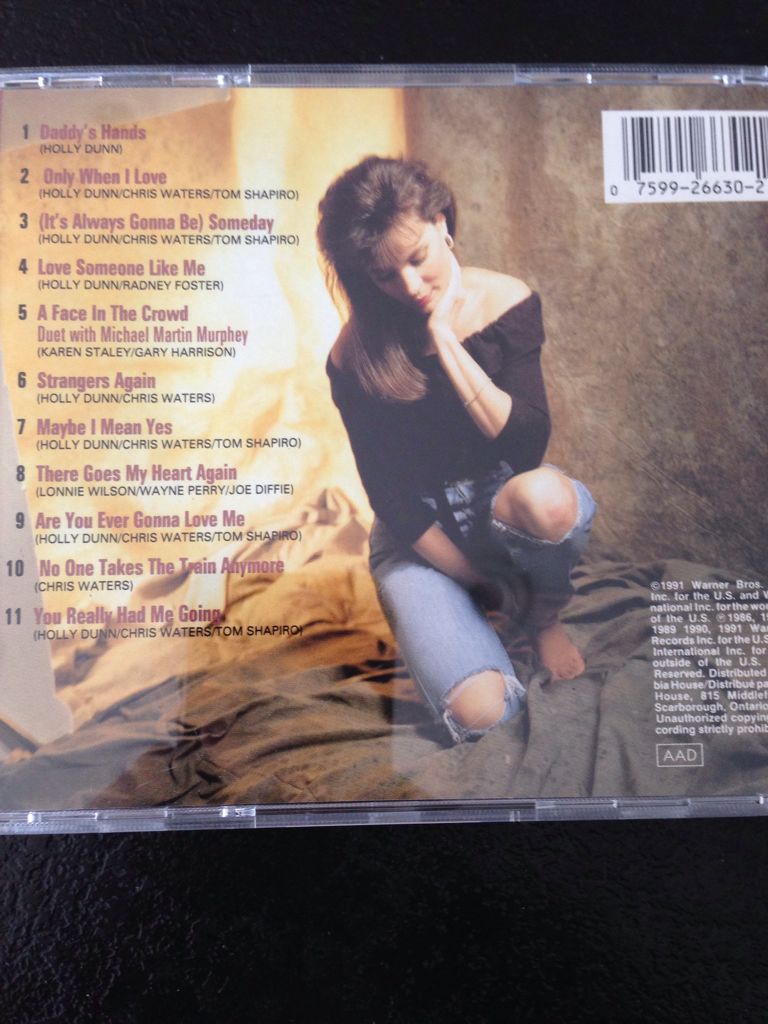 1 Daddy's Hands
(HOLLY DUNN)
2 Only When I Love
(HOLLY DUNN/CHRIS WATERS/TOM SHAPIRO)
3 (It's Always Gonna Be) Someday
(HOLLY DUNN/CHRIS WATERS/TOM SHAPIRO)
4 Love Someone Like Me
(HOLLY DUNN/RADNEY FOSTER)
5 A Face In The Crowd
Duet with Michael Martin Murphey
(KAREN STALEY/GARY HARRISON)
6 Strangers Again
(HOLLY DUNN/CHRIS WATERS)
7 Maybe I Mean Yes
(HOLLY DUNN/CHRIS WATERS/TOM SHAPIRO)
8 There Goes My Heart Again
(LONNIE WILSON/WAYNE PERRY/JOE DIFFIE)
9 Are You Ever Gonna Love Me
(HOLLY DUNN/CHRIS WATERS/TOM SHAPIRO)
10 No One Takes The Train Anymore
(CHRIS WATERS)
11 You Really Had Me Going
(HOLLY DUNN/CHRIS WATERS/TOM SHAPIRO)
0 7599-26630-2
©1991 Warner Bros.
Inc. for the U.S. and
national Inc. for the
of the U.S. ℗ 1986,
1989 1990, 1991
Records Inc. for the U.S
International Inc. for
outside of the U.S.
Reserved. Distributed
bia House/Distribué
House, 815
Scarborough, Ontario
Unauthorized
cording strictly
AAD